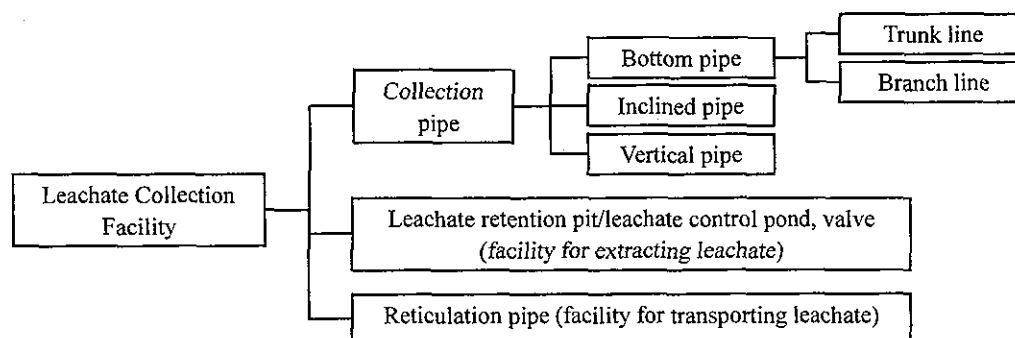 Trunk line
Bottom pipe
Branch line
Collection
pipe
Inclined pipe
Vertical pipe
Leachate Collection
Facility
Leachate retention pit/leachate control pond, valve
(facility for extracting leachate)
Reticulation pipe (facility for transporting leachate)